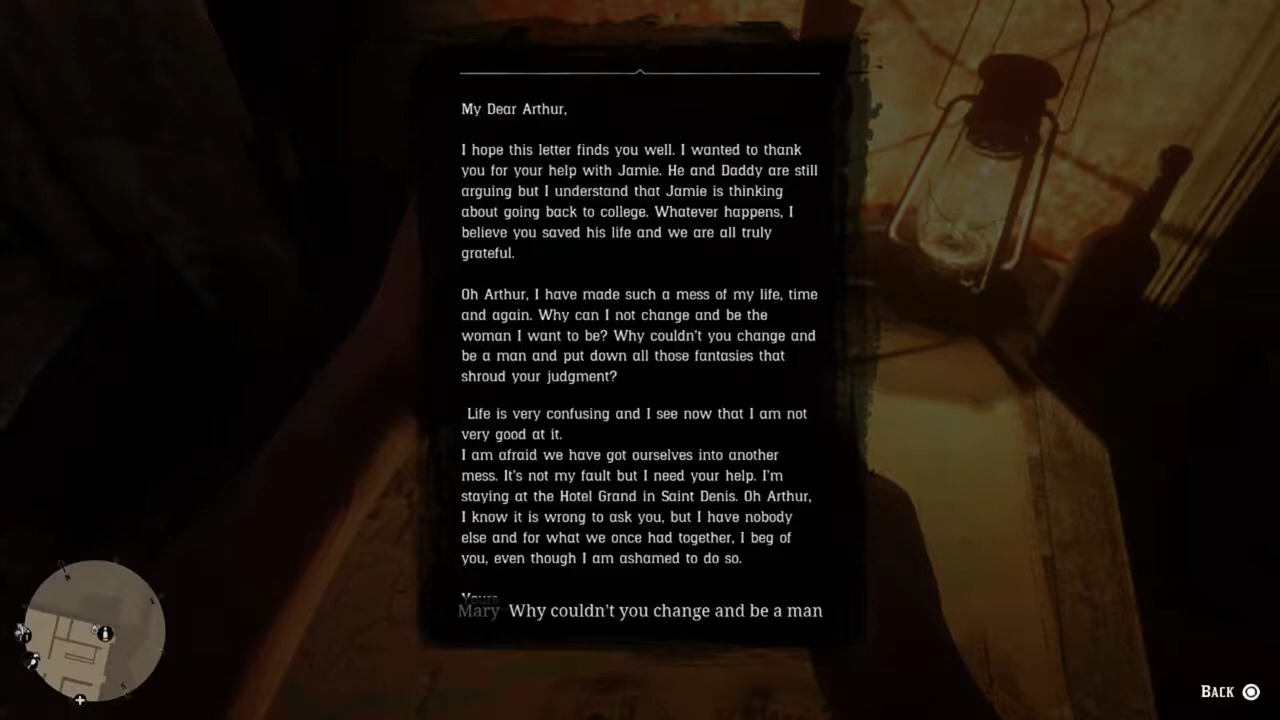 My Dear Arthur,
I hope this letter finds you well. I wanted to thank
you for your help with Jamie. He and Daddy are still
arguing but I understand that Jamie is thinking
about going back to college. Whatever happens, I
believe you saved his life and we are all truly
grateful.
Oh Arthur, I have made such a mess of my life, time
and again. Why can I not change and be the
woman I want to be? Why couldn't you change and
be a man and put down all those fantasies that
shroud your judgment?
Life is very confusing and I see now that I am not
very good at it.
I am afraid we have got ourselves into another
mess. It's not my fault but I need your help. I'm
staying at the Hotel Grand in Saint Denis. Oh Arthur,
I know it is wrong to ask you, but I have nobody
else and for what we once had together, I beg of
you, even though I am ashamed to do so.
Yours,
Mary Why couldn't you change and be a man
BACK